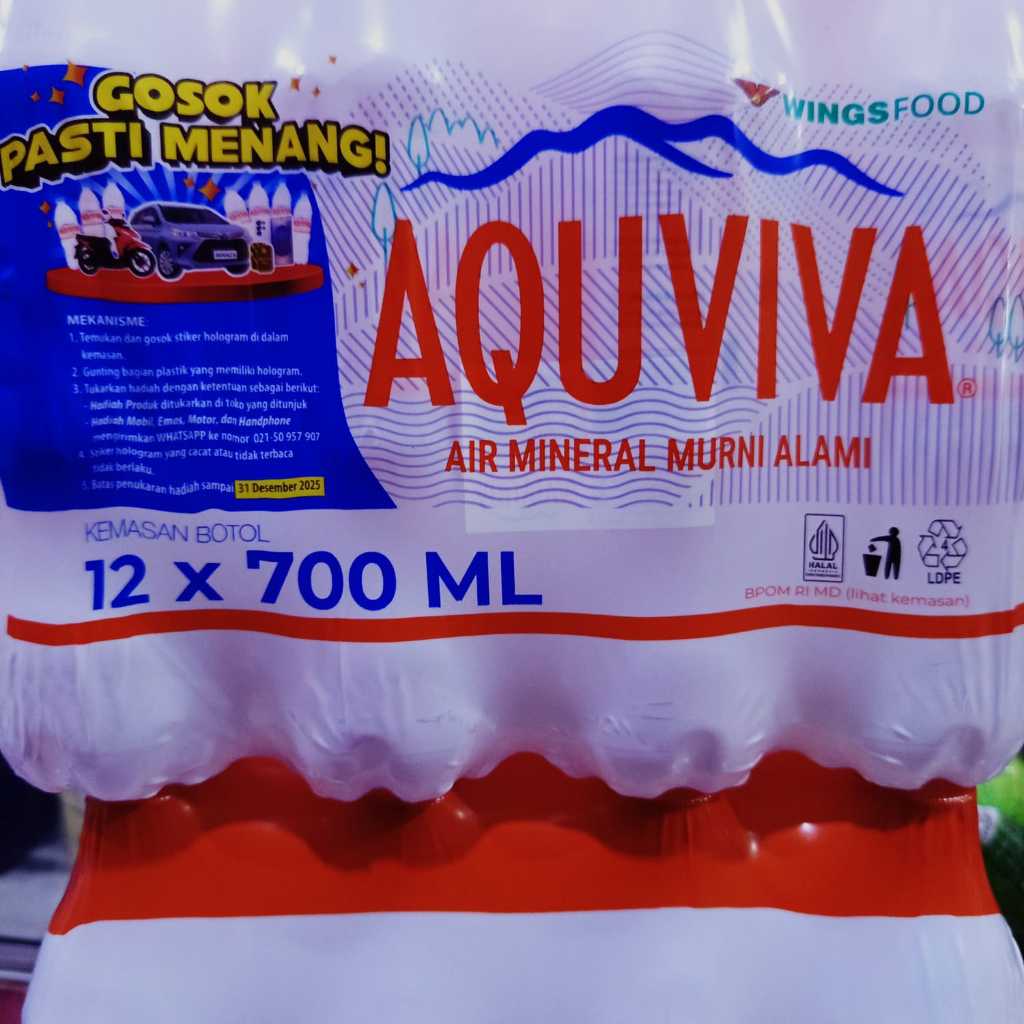 GOSOK
PASTI MENANG!
WINGSFOOD
AQUVIVA®
AIR MINERAL MURNI ALAMI
MEKANISME:
1. Temukan dan gosok stiker hologram di dalam
kemasan.
2. Gunting bagian plastik yang memiliki hologram.
3. Tukarkan hadiah dengan ketentuan sebagai berikut:
- Hadiah Produk ditukarkan di toko yang ditunjuk
- Hadiah Mobil, Emas, Motor, dan Handphone
mengirimkan WHATSAPP ke nomor 021-50 957 907
4. Stiker hologram yang cacat atau tidak terbaca
tidak berlaku.
5. Batas penukaran hadiah sampai 31 Desember 2025
KEMASAN BOTOL
12 x 700 ML
HALAL
INDONESIA
4
LDPE
BPOM RI MD (lihat kemasan)